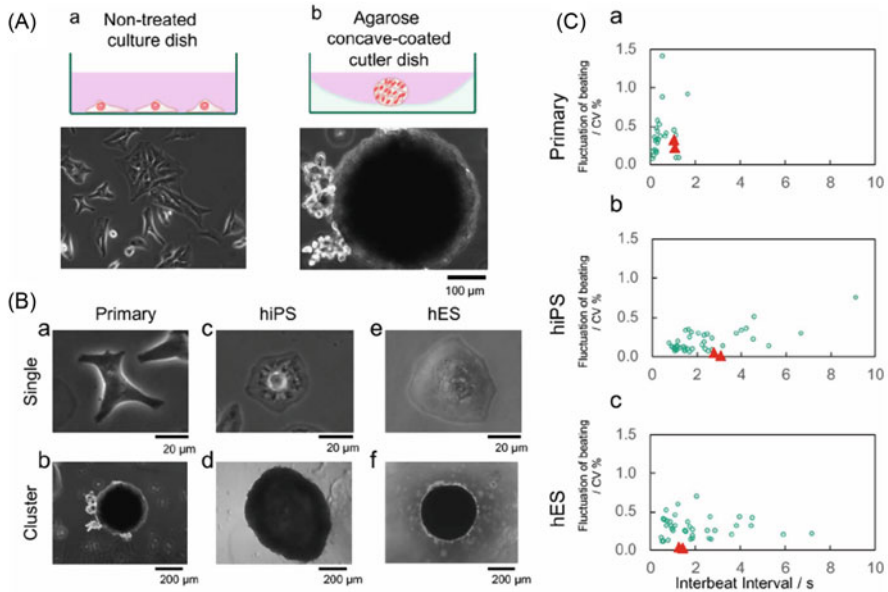 (A)
a
Non-treated
culture dish
b
Agarose
concave-coated
cutler dish
100 μm
(B)
Primary
hiPS
hES
Single
a
c
e
20 μm
20 μm
20 μm
Cluster
b
d
f
200 μm
200 μm
200 μm
(C)
a
Primary
Fluctuation of beating
/ CV %
1.5
1.0
0.5
0.0
0
2
4
6
8
10
b
hiPS
Fluctuation of beating
/ CV %
1.5
1.0
0.5
0.0
0
2
4
6
8
10
c
hES
Fluctuation of beating
/ CV %
1.5
1.0
0.5
0.0
0
2
4
6
8
10
Interbeat Interval / s